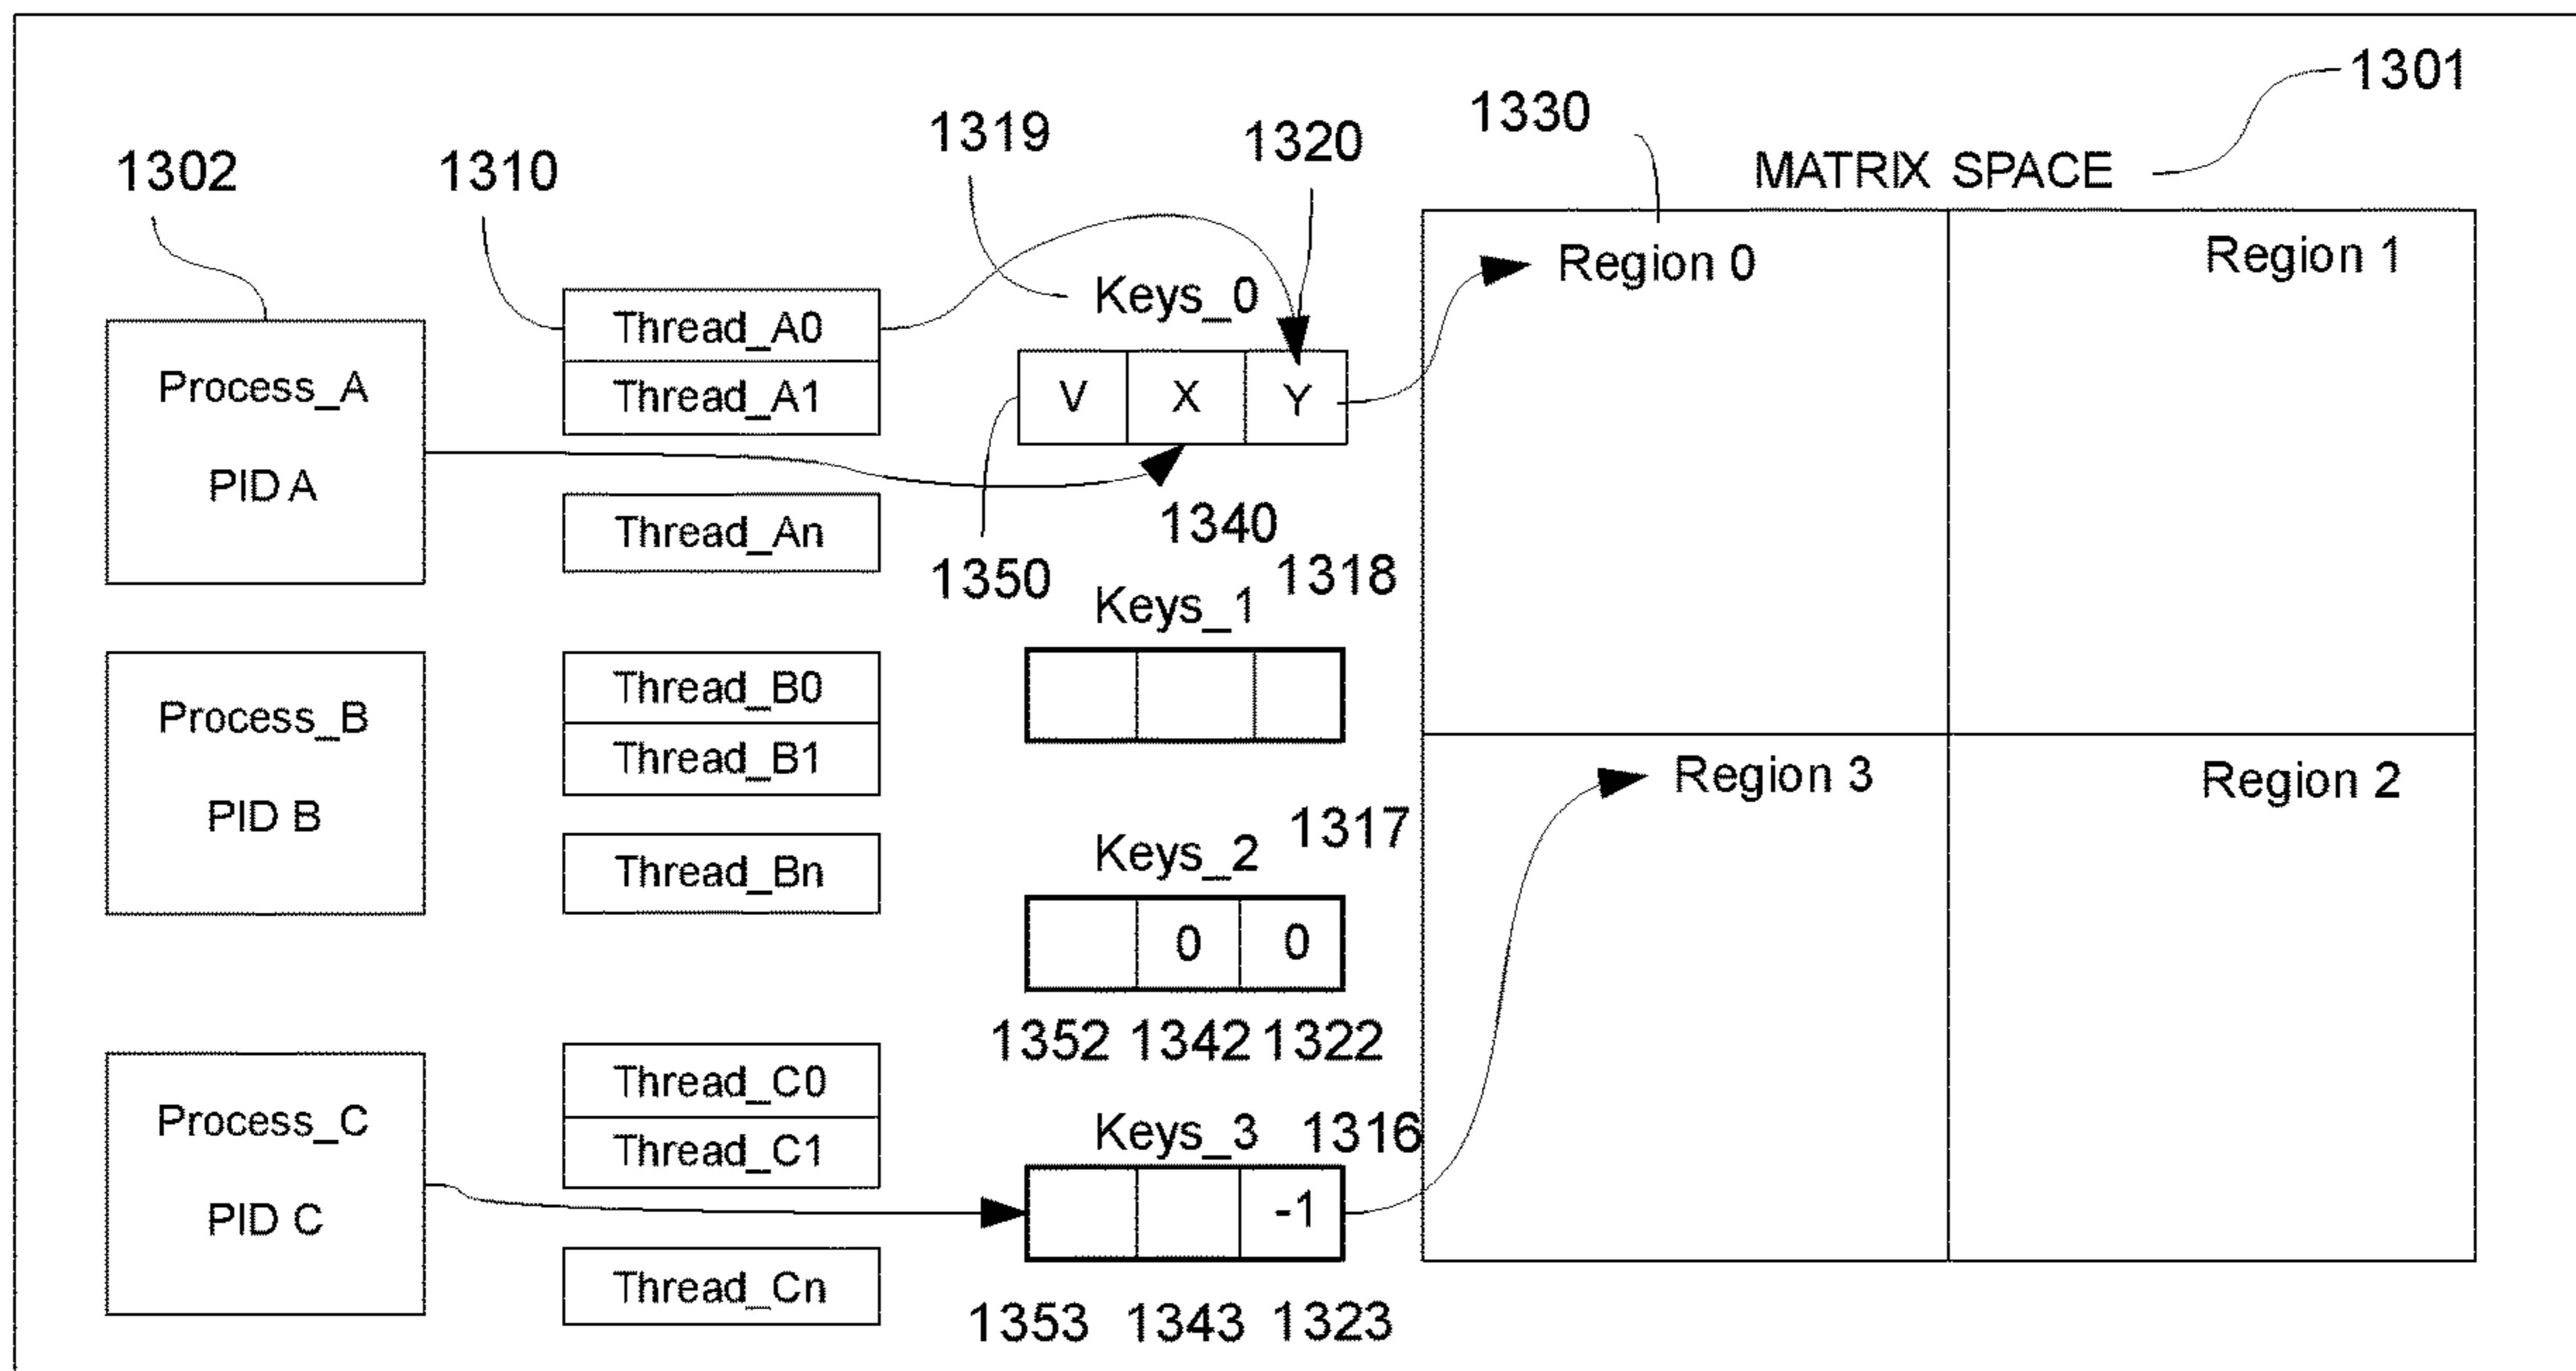 1301
1330
1319
1320
1302
1310
MATRIX SPACE
Region 0
Region 1
Keys_0
Thread_A0
Thread_A1
Process_A
PID A
V X Y
Thread_An
1340
1350
1318
Keys_1
Process_B
PID B
Thread_B0
Thread_B1
Thread_Bn
Region 3
Region 2
1317
Keys_2
0 0
1352 1342 1322
Process_C
PID C
Thread_C0
Thread_C1
Thread_Cn
Keys_3 1316
-1
1353 1343 1323